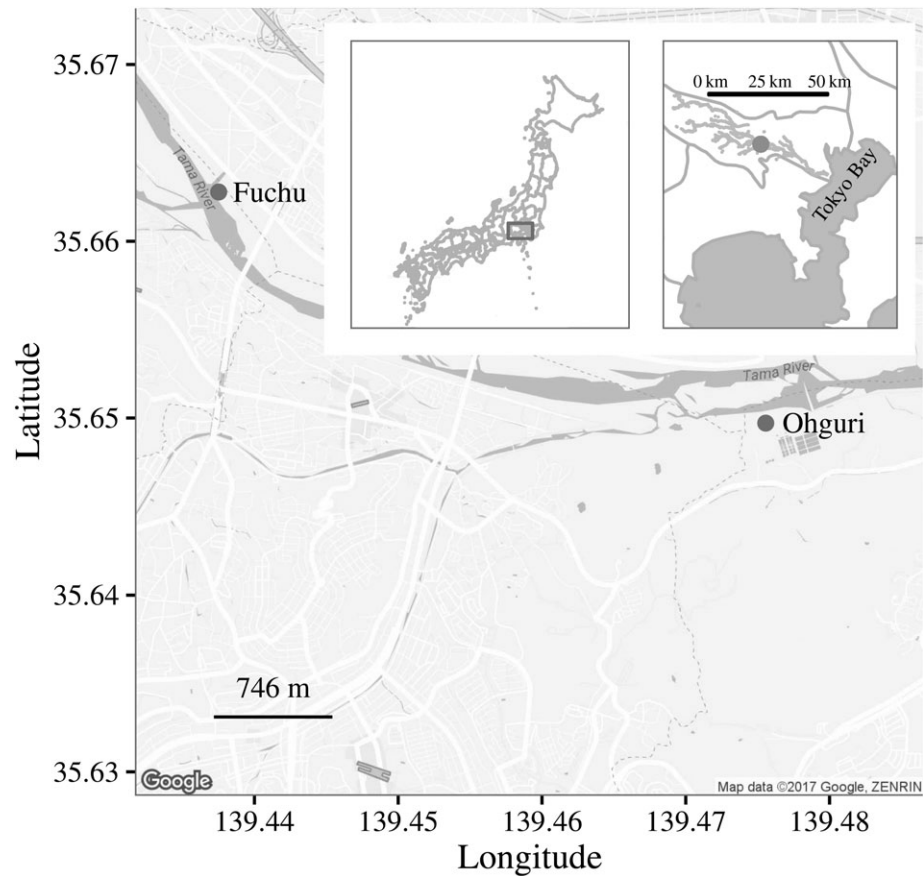 35.67
35.66
35.65
35.64
35.63
Latitude
Tama River
Fuchu
0 km 25 km 50 km
Tokyo Bay
Tama River
Ohguri
746 m
Google
Map data ©2017 Google, ZENRIN
139.44 139.45 139.46 139.47 139.48
Longitude